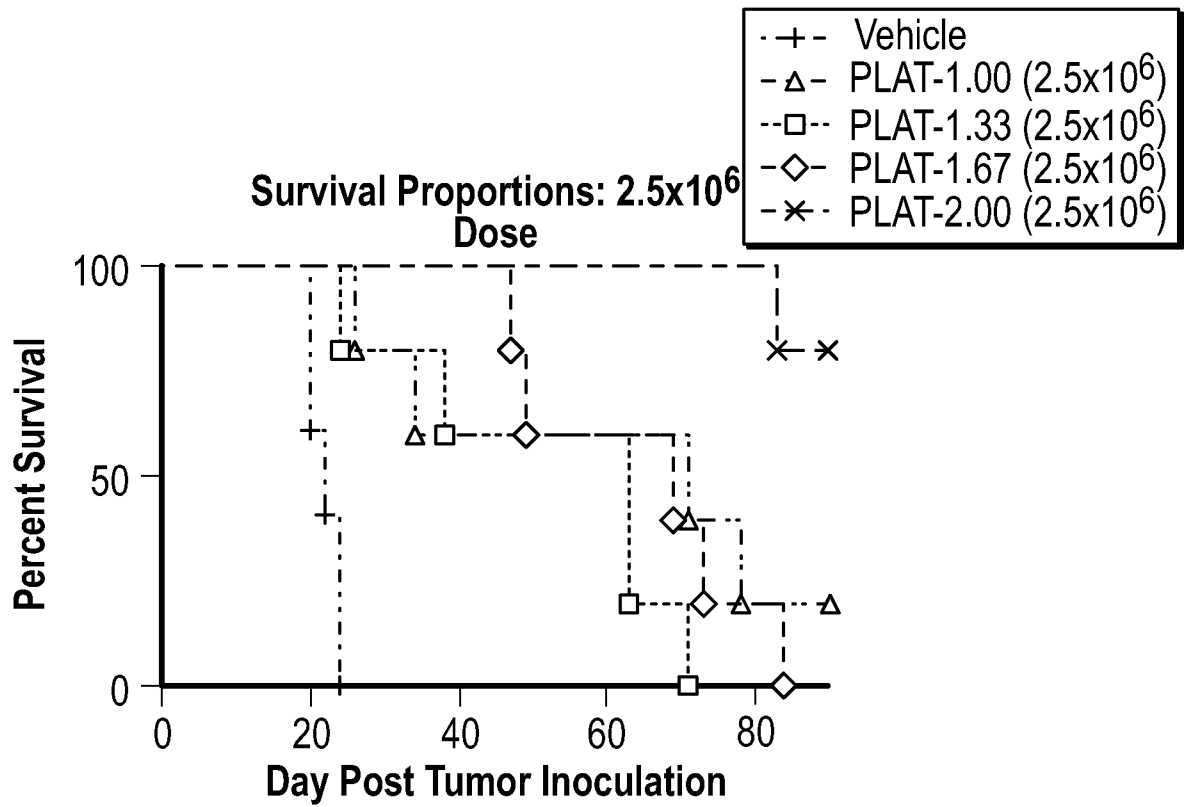 Vehicle
PLAT-1.00 (2.5x10⁶)
PLAT-1.33 (2.5x10⁶)
PLAT-1.67 (2.5x10⁶)
PLAT-2.00 (2.5x10⁶)
Survival Proportions: 2.5x10⁶
Dose
Percent Survival
100
50
0
0 20 40 60 80
Day Post Tumor Inoculation